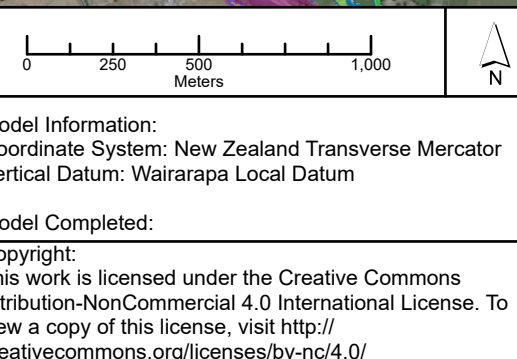 0 250 500 1,000
Meters
N
odel Information:
oordinate System: New Zealand Transverse Mercator
ertical Datum: Wairarapa Local Datum
odel Completed:
opyright:
his work is licensed under the Creative Commons
ttribution-NonCommercial 4.0 International License. To
ew a copy of this license, visit http://
eativecommons.org/licenses/by-nc/4.0/